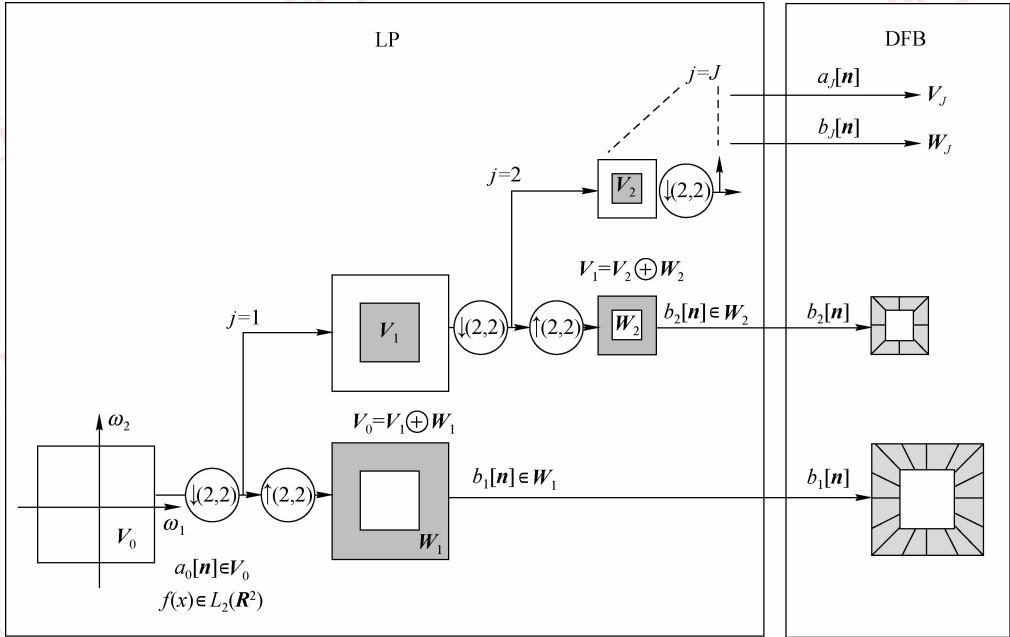 LP
DFB
j=J
a_J[n]
V_J
b_J[n]
W_J
j=2
V_2
↓(2,2)
V_1=V_2⊕W_2
j=1
V_1
↓(2,2)
↑(2,2)
W_2
b_2[n]∈W_2
b_2[n]
V_0=V_1⊕W_1
ω_2
↓(2,2)
↑(2,2)
b_1[n]∈W_1
b_1[n]
ω_1
V_0
W_1
a_0[n]∈V_0
f(x)∈L_2(R^2)